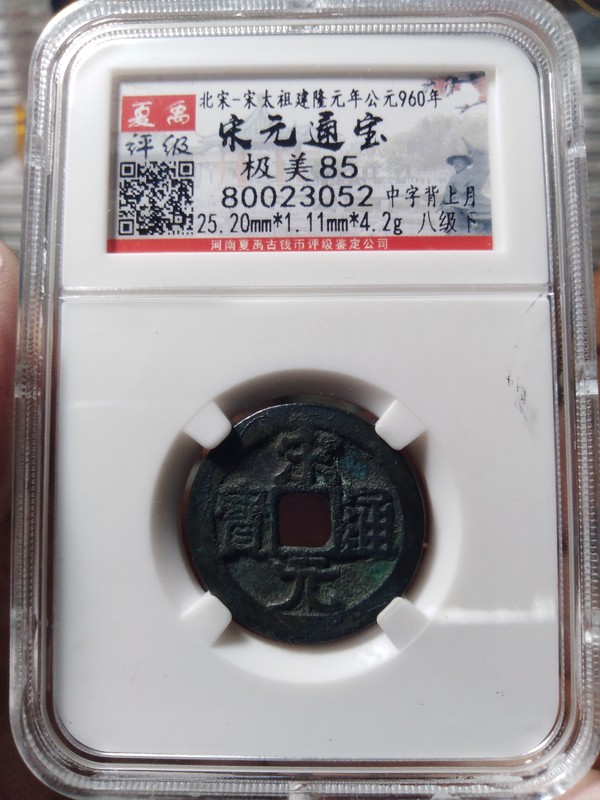 北宋-宋太祖建隆元年公元960年
夏禹
评级
宋元通宝
极美85
80023052 中字背上月
25.20mm*1.11mm*4.2g 八级下
河南夏禹古钱币评级鉴定公司
宋
寳 通
元